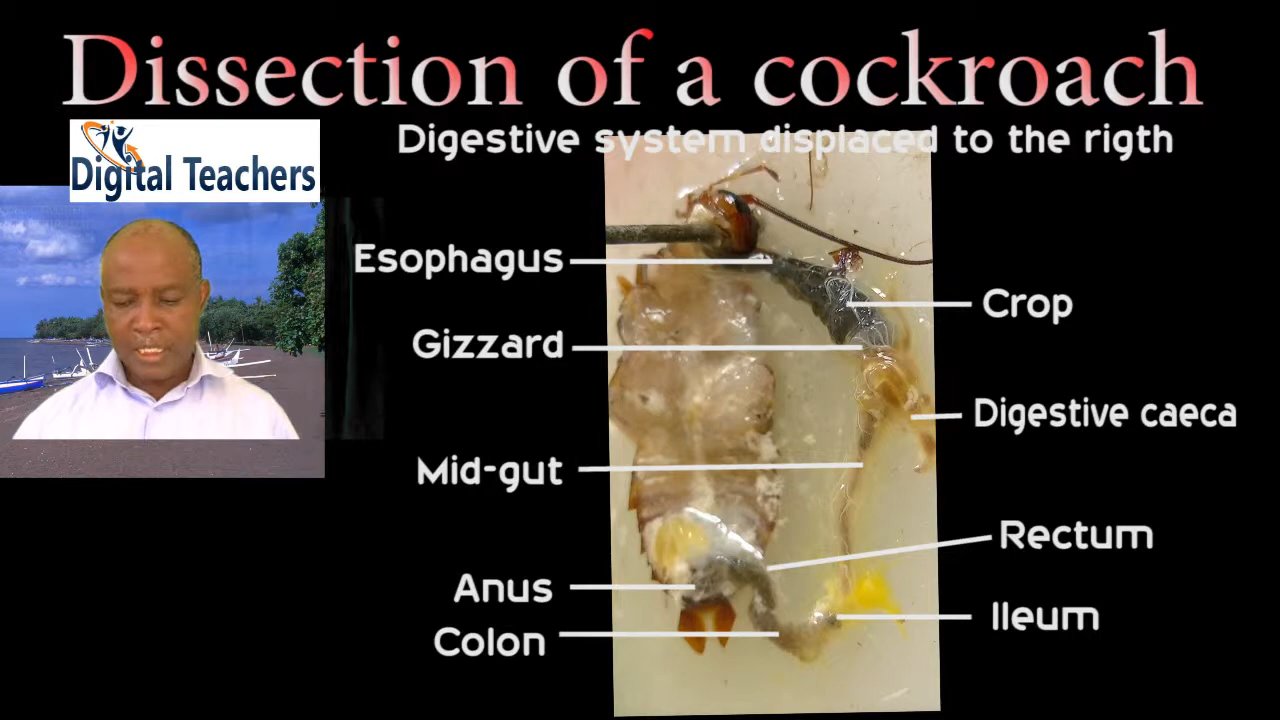 Dissection of a cockroach
Digital Teachers
Digestive system displaced to the rigth
Esophagus
Crop
Gizzard
Digestive caeca
Mid-gut
Rectum
Anus
Ileum
Colon